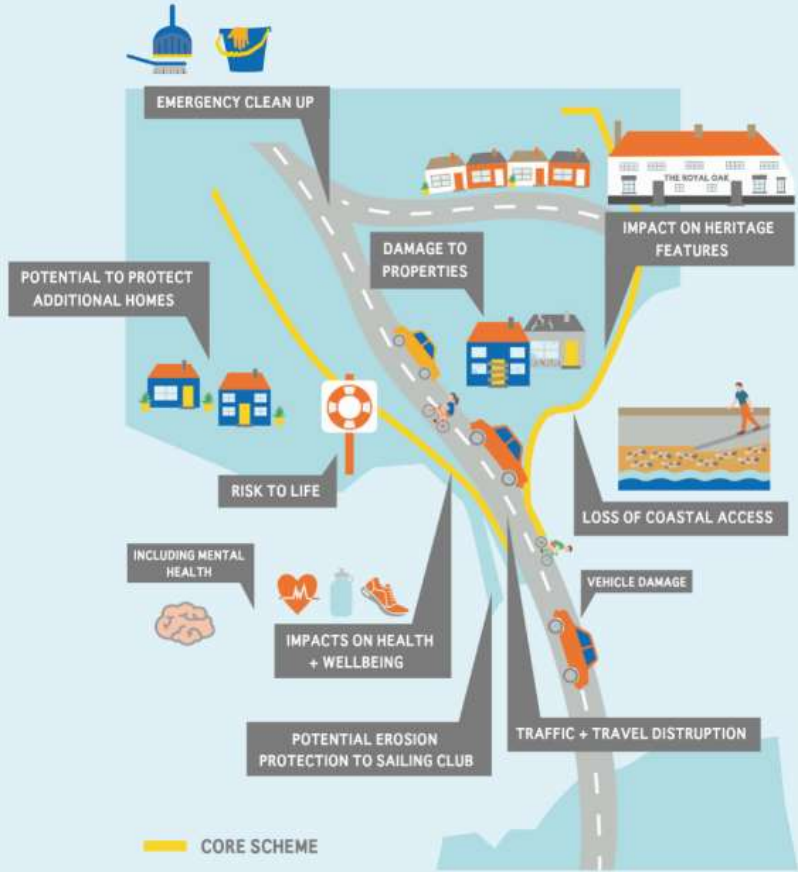 EMERGENCY CLEAN UP
THE ROYAL OAK
IMPACT ON HERITAGE
FEATURES
DAMAGE TO
PROPERTIES
POTENTIAL TO PROTECT
ADDITIONAL HOMES
RISK TO LIFE
LOSS OF COASTAL ACCESS
INCLUDING MENTAL
HEALTH
VEHICLE DAMAGE
IMPACTS ON HEALTH
+ WELLBEING
POTENTIAL EROSION
PROTECTION TO SAILING CLUB
TRAFFIC + TRAVEL DISTRUPTION
CORE SCHEME